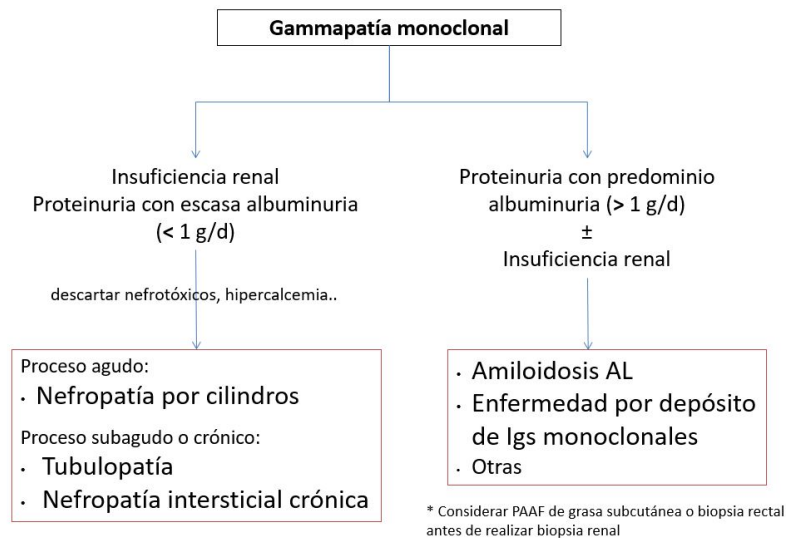 Gammapatía monoclonal
Insuficiencia renal
Proteinuria con escasa albuminuria
(< 1 g/d)
descartar nefrotóxicos, hipercalcemia..
Proceso agudo:
· Nefropatía por cilindros
Proceso subagudo o crónico:
· Tubulopatía
· Nefropatía intersticial crónica
Proteinuria con predominio
albuminuria (> 1 g/d)
±
Insuficiencia renal
· Amiloidosis AL
· Enfermedad por depósito
de Igs monoclonales
· Otras
* Considerar PAAF de grasa subcutánea o biopsia rectal
antes de realizar biopsia renal